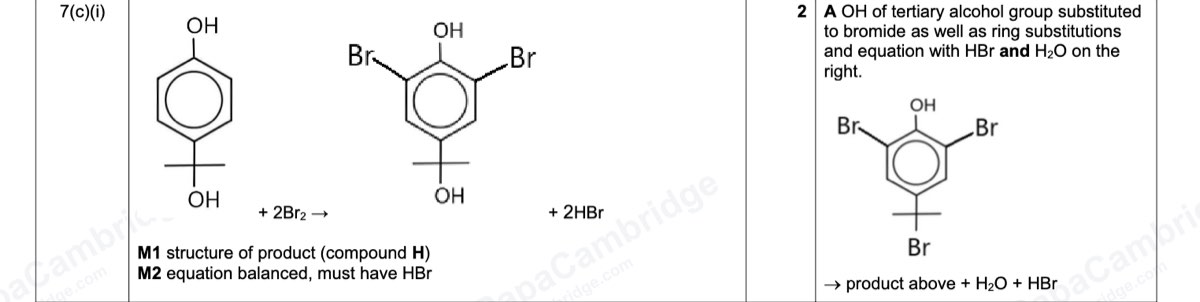 7(c)(i)
OH
OH
+ 2Br₂ →
OH
Br
Br
OH
+ 2HBr
M1 structure of product (compound H)
M2 equation balanced, must have HBr
2
A OH of tertiary alcohol group substituted
to bromide as well as ring substitutions
and equation with HBr and H₂O on the
right.
OH
Br
Br
Br
→ product above + H₂O + HBr
PapaCambridge